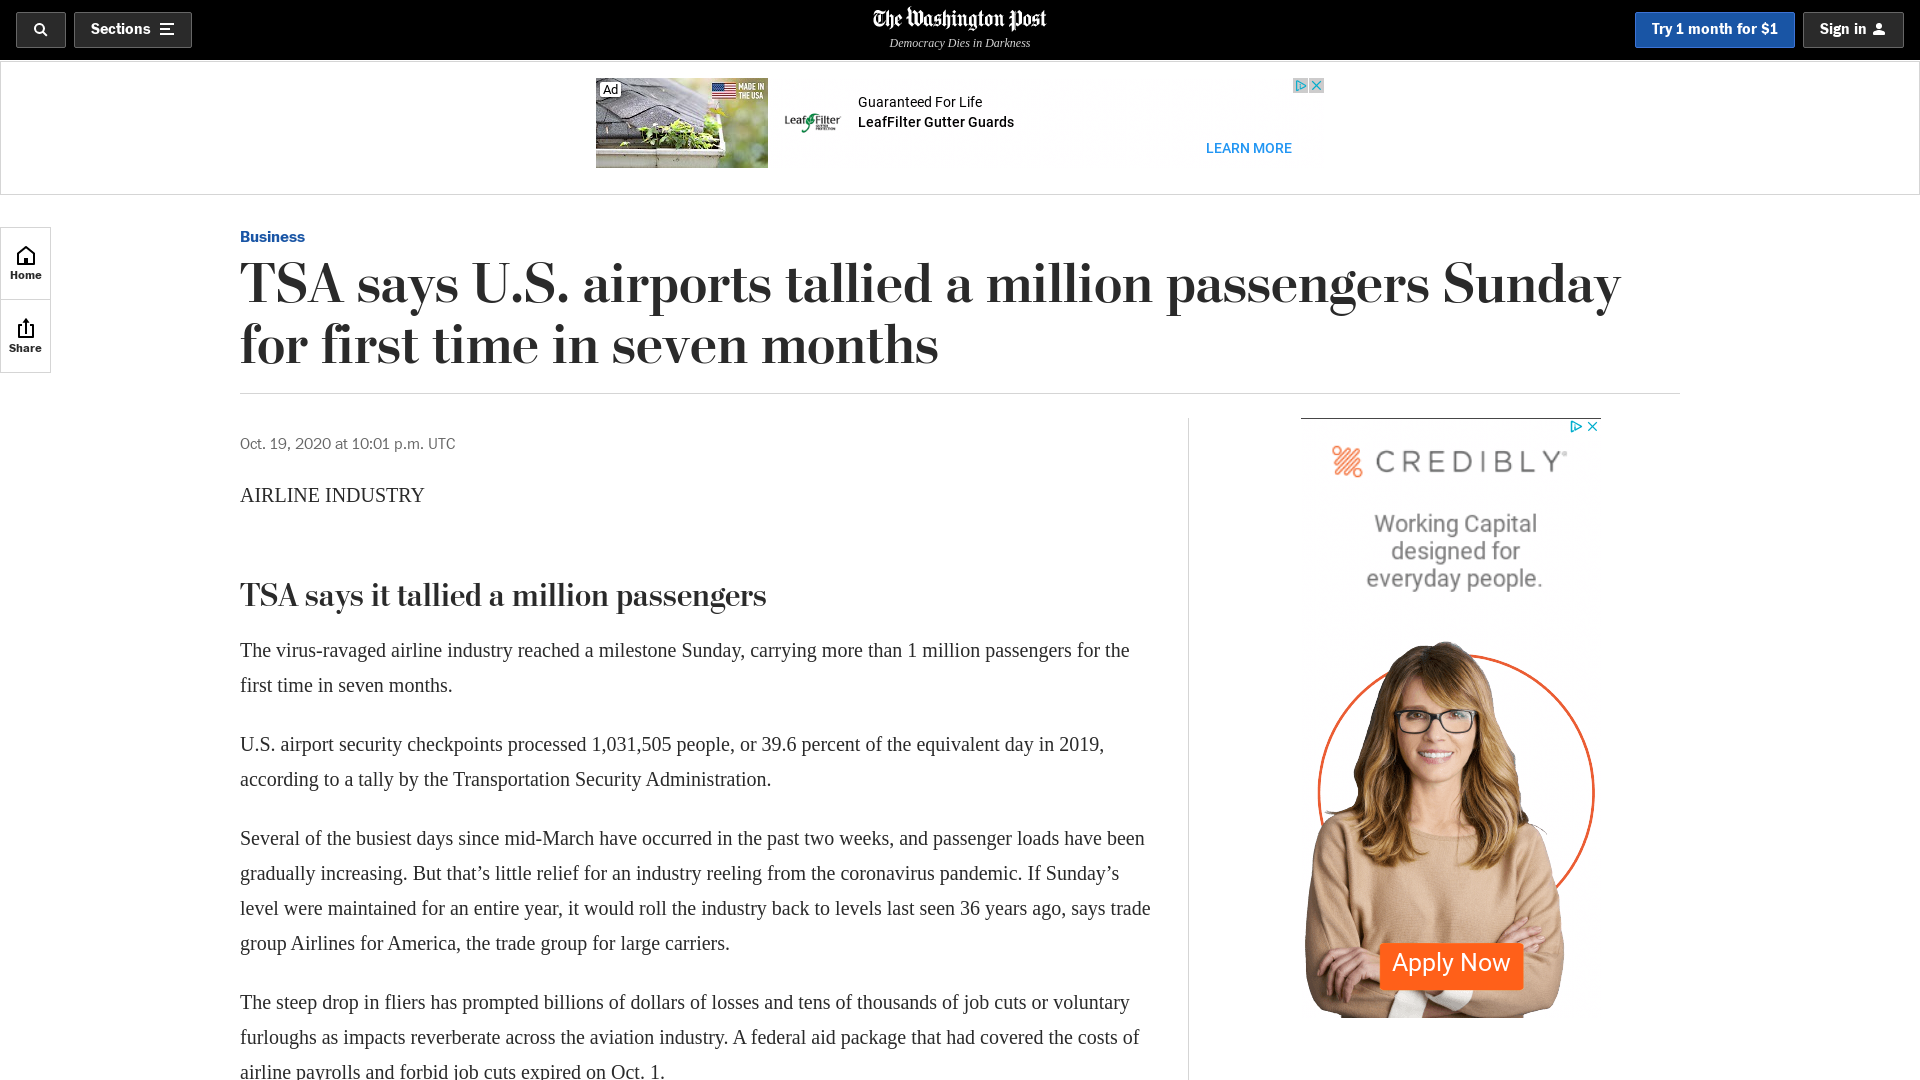 Sections
The Washington Post
Democracy Dies in Darkness
Try 1 month for $1
Sign in
Ad
MADE IN
THE USA
LeafFilter
GUTTER
PROTECTION
Guaranteed For Life
LeafFilter Gutter Guards
LEARN MORE
Home
Share
Business
TSA says U.S. airports tallied a million passengers Sunday
for first time in seven months
Oct. 19, 2020 at 10:01 p.m. UTC
AIRLINE INDUSTRY
TSA says it tallied a million passengers
The virus-ravaged airline industry reached a milestone Sunday, carrying more than 1 million passengers for the
first time in seven months.
U.S. airport security checkpoints processed 1,031,505 people, or 39.6 percent of the equivalent day in 2019,
according to a tally by the Transportation Security Administration.
Several of the busiest days since mid-March have occurred in the past two weeks, and passenger loads have been
gradually increasing. But that’s little relief for an industry reeling from the coronavirus pandemic. If Sunday’s
level were maintained for an entire year, it would roll the industry back to levels last seen 36 years ago, says trade
group Airlines for America, the trade group for large carriers.
The steep drop in fliers has prompted billions of dollars of losses and tens of thousands of job cuts or voluntary
furloughs as impacts reverberate across the aviation industry. A federal aid package that had covered the costs of
airline payrolls and forbid job cuts expired on Oct. 1.
CREDIBLY®
Working Capital
designed for
everyday people.
Apply Now